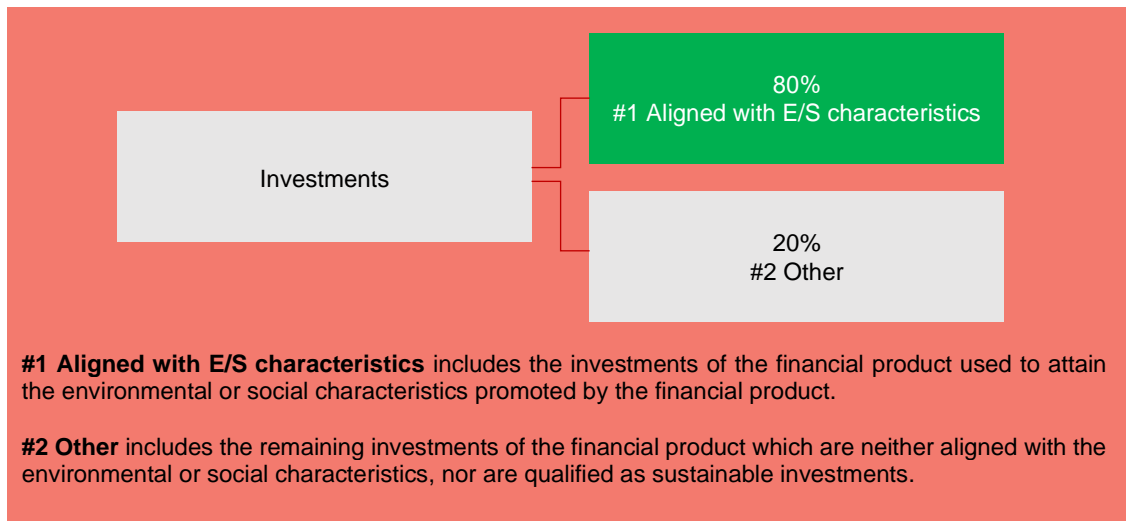 80%
#1 Aligned with E/S characteristics
Investments
20%
#2 Other
#1 Aligned with E/S characteristics includes the investments of the financial product used to attain
the environmental or social characteristics promoted by the financial product.
#2 Other includes the remaining investments of the financial product which are neither aligned with the
environmental or social characteristics, nor are qualified as sustainable investments.